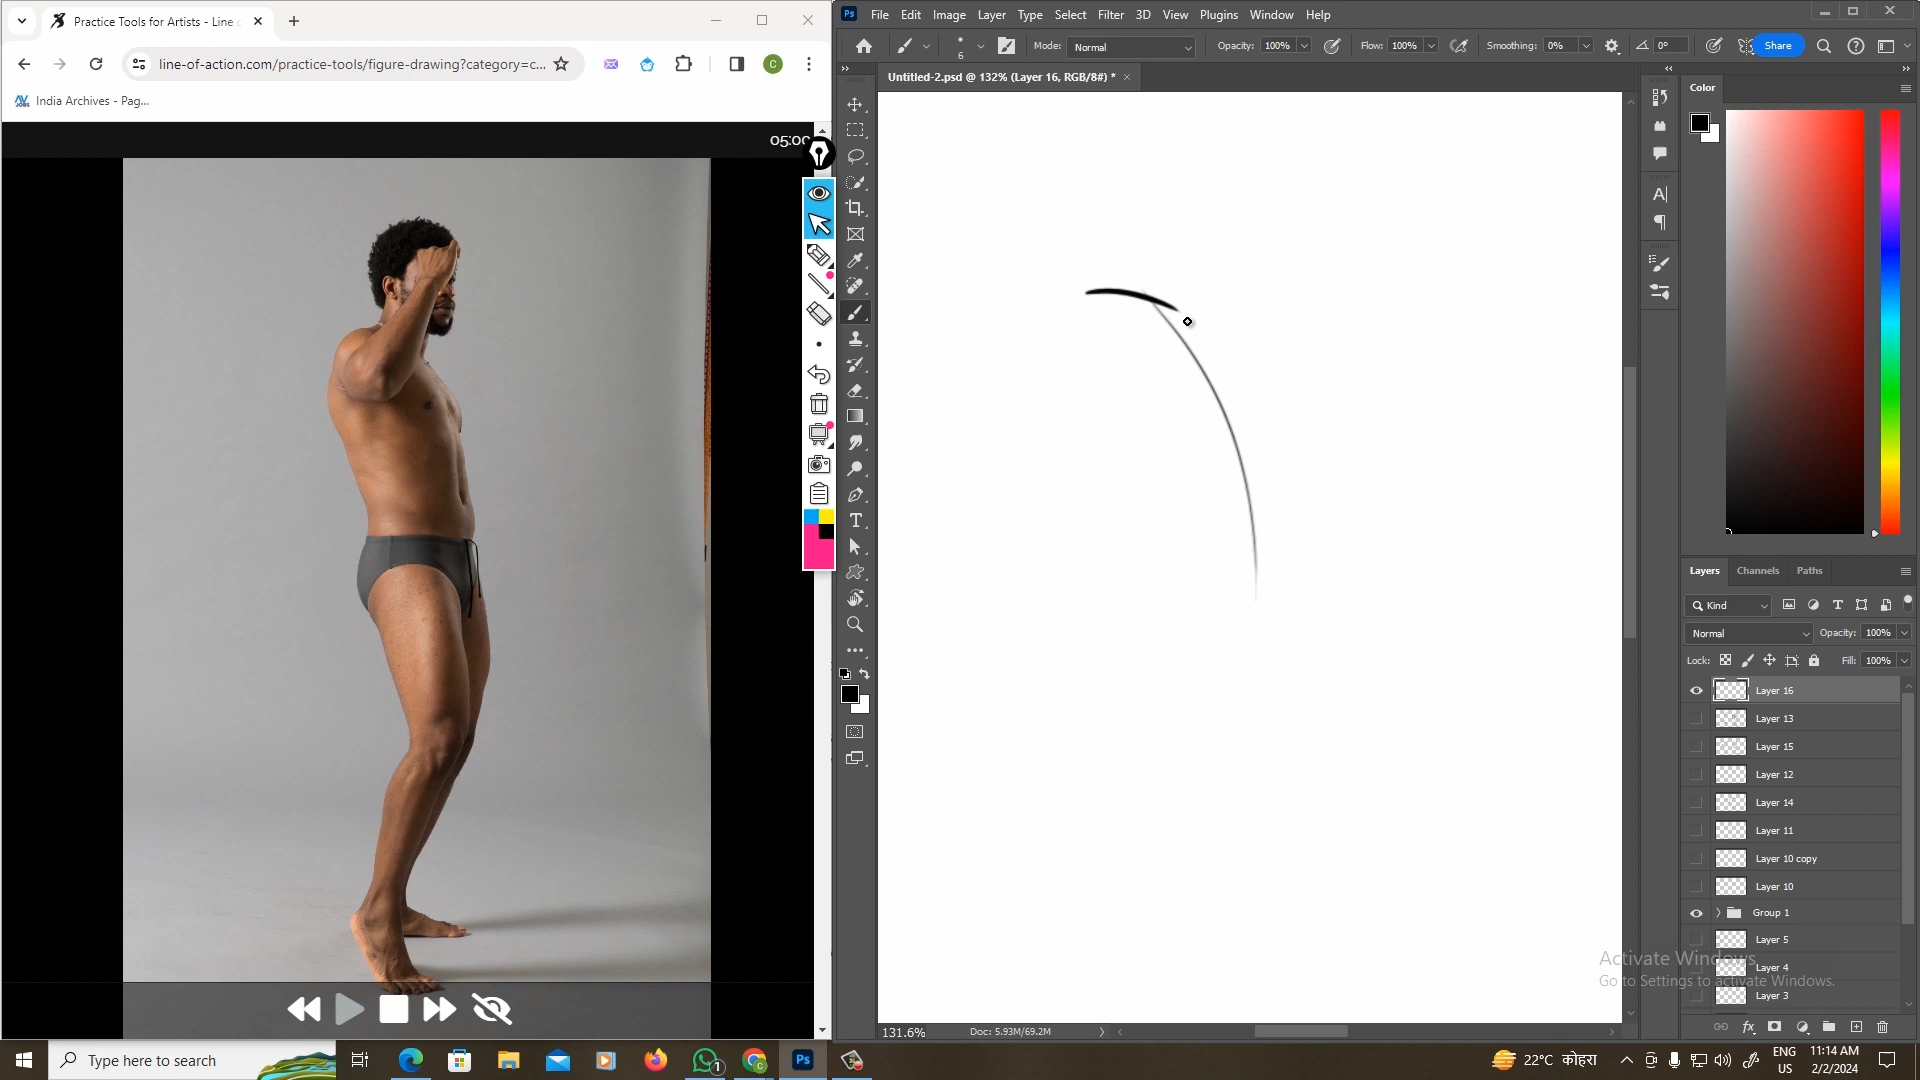 Practice Tools for Artists - Line o
line-of-action.com/practice-tools/figure-drawing?category=c...
C
India Archives - Pag...
05:00
Ps File Edit Image Layer Type Select Filter 3D View Plugins Window Help
6 Mode: Normal Opacity: 100% Flow: 100% Smoothing: 0% 0° Share
Untitled-2.psd @ 132% (Layer 16, RGB/8#) *
Color
Layers Channels Paths
Kind
Normal Opacity: 100%
Lock: Fill: 100%
Layer 16
Layer 13
Layer 15
Layer 12
Layer 14
Layer 11
Layer 10 copy
Layer 10
Group 1
Layer 5
Layer 4
Layer 3
Activate Windows
Go to Settings to activate Windows.
131.6% Doc: 5.93M/69.2M
Type here to search
1
22°C कोहरा
ENG
US
11:14 AM
2/2/2024